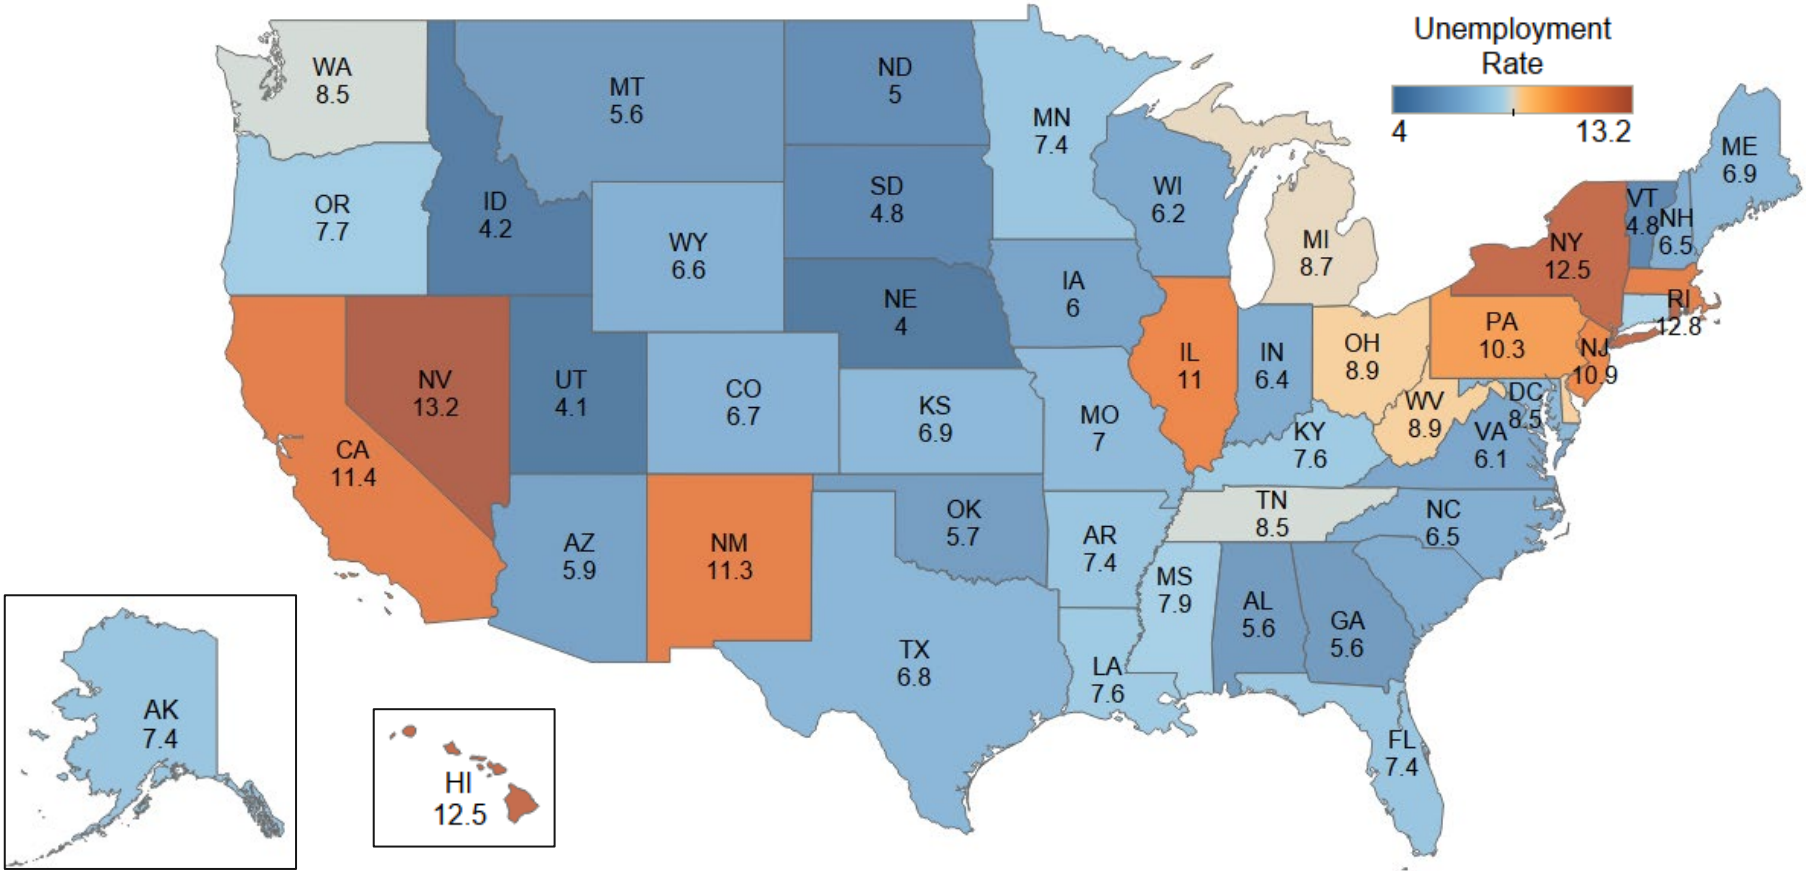 Unemployment
Rate
4
13.2
WA
8.5
MT
5.6
ND
5
MN
7.4
ME
6.9
OR
7.7
ID
4.2
WY
6.6
SD
4.8
WI
6.2
MI
8.7
NY
12.5
VT
4.8
NH
6.5
NE
4
IA
6
RI
12.8
NV
13.2
UT
4.1
CO
6.7
KS
6.9
MO
7
IL
11
IN
6.4
OH
8.9
PA
10.3
NJ
10.9
CA
11.4
KY
7.6
WV
8.9
VA
6.1
DC
8.5
AZ
5.9
NM
11.3
OK
5.7
AR
7.4
TN
8.5
NC
6.5
TX
6.8
LA
7.6
MS
7.9
AL
5.6
GA
5.6
FL
7.4
AK
7.4
HI
12.5